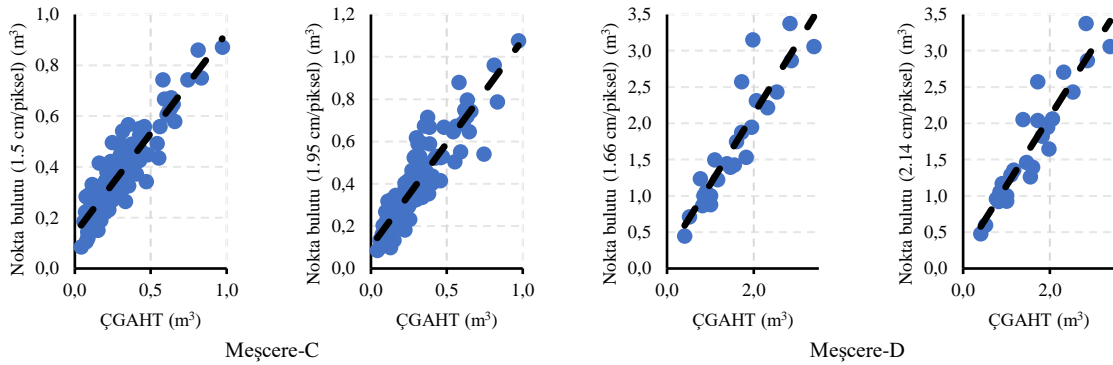 Nokta bulutu (1.5 cm/piksel) (m³)
1,0
0,8
0,6
0,4
0,2
0,0
0,0 0,5 1,0
ÇGAHT (m³)
Nokta bulutu (1.95 cm/piksel) (m³)
1,2
1,0
0,8
0,6
0,4
0,2
0,0
0,0 0,5 1,0
ÇGAHT (m³)
Meşcere-C
Nokta bulutu (1.66 cm/piksel) (m³)
3,5
3,0
2,5
2,0
1,5
1,0
0,5
0,0
0,0 2,0
ÇGAHT (m³)
Nokta bulutu (2.14 cm/piksel) (m³)
3,5
3,0
2,5
2,0
1,5
1,0
0,5
0,0
0,0 2,0
ÇGAHT (m³)
Meşcere-D